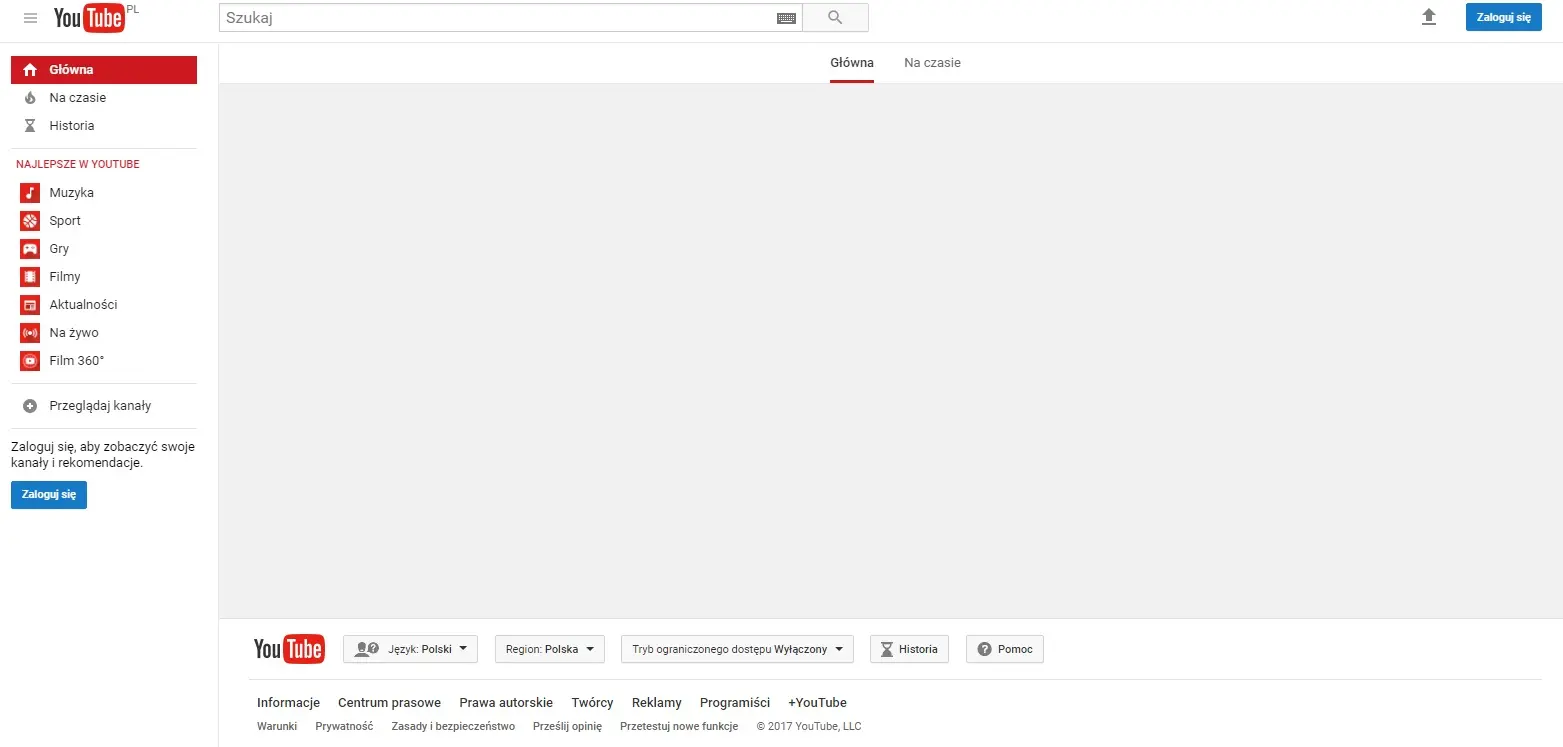 YouTube PL
Szukaj
Zaloguj się
Główna
Na czasie
Historia
NAJLEPSZE W YOUTUBE
Muzyka
Sport
Gry
Filmy
Aktualności
Na żywo
Film 360°
Przeglądaj kanały
Zaloguj się, aby zobaczyć swoje
kanały i rekomendacje.
Zaloguj się
Główna Na czasie
YouTube Język: Polski Region: Polska Tryb ograniczonego dostępu Wyłączony Historia Pomoc
Informacje Centrum prasowe Prawa autorskie Twórcy Reklamy Programiści +YouTube
Warunki Prywatność Zasady i bezpieczeństwo Prześlij opinię Przetestuj nowe funkcje © 2017 YouTube, LLC